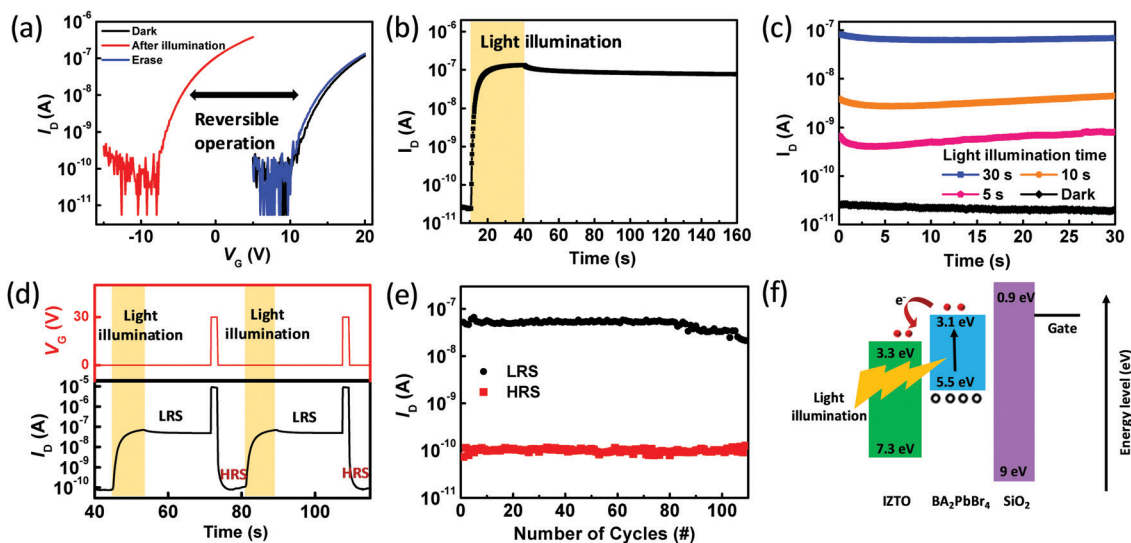 (a)
Dark
After illumination
Erase
Reversible
operation
I_D (A)
10⁻⁶
10⁻⁷
10⁻⁸
10⁻⁹
10⁻¹⁰
10⁻¹¹
-10 0 10 20
V_G (V)
(b)
Light illumination
I_D (A)
10⁻⁶
10⁻⁷
10⁻⁸
10⁻⁹
10⁻¹⁰
10⁻¹¹
20 40 60 80 100 120 140 160
Time (s)
(c)
I_D (A)
10⁻⁷
10⁻⁸
10⁻⁹
10⁻¹⁰
10⁻¹¹
Light illumination time
30 s 10 s
5 s Dark
0 5 10 15 20 25 30
Time (s)
(d)
V_G (V)
30
0
Light Light
illumination illumination
I_D (A)
10⁻⁵
10⁻⁵
10⁻⁶
10⁻⁷
10⁻⁸
10⁻⁹
10⁻¹⁰
LRS LRS
HRS HRS
40 60 80 100
Time (s)
(e)
I_D (A)
10⁻⁶
10⁻⁷
10⁻⁸
10⁻⁹
10⁻¹⁰
10⁻¹¹
LRS
HRS
0 20 40 60 80 100
Number of Cycles (#)
(f)
0.9 eV
e⁻
3.1 eV
Gate
3.3 eV
5.5 eV
Light
illumination
7.3 eV
9 eV
IZTO BA₂PbBr₄ SiO₂
Energy level (eV)